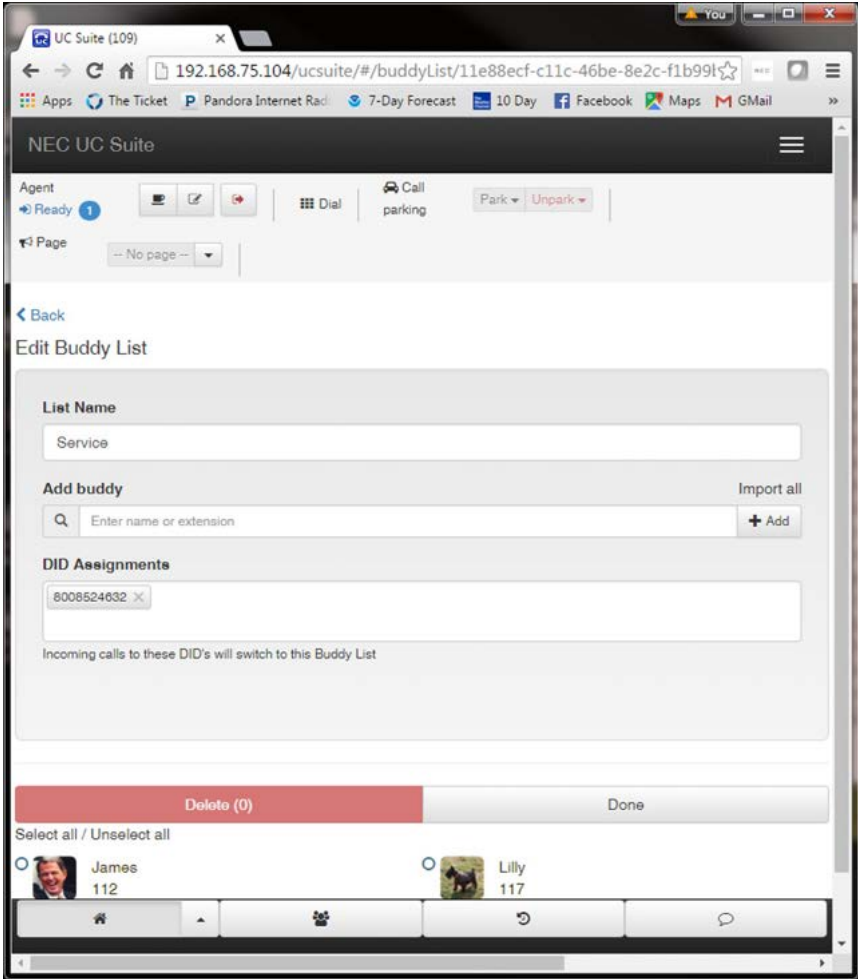 You
UC Suite (109)
192.168.75.104/ucsuite/#/buddyList/11e88ecf-c11c-46be-8e2c-f1b99
Apps The Ticket Pandora Internet Rad 7-Day Forecast 10 Day Facebook Maps GMail »
NEC UC Suite
Agent
Ready 1
Dial
Call
parking
Park Unpark
Page
-- No page --
Back
Edit Buddy List
List Name
Service
Add buddy Import all
Enter name or extension + Add
DID Assignments
8008524632 ×
Incoming calls to these DID's will switch to this Buddy List
Delete (0) Done
Select all / Unselect all
James Lilly
112 117